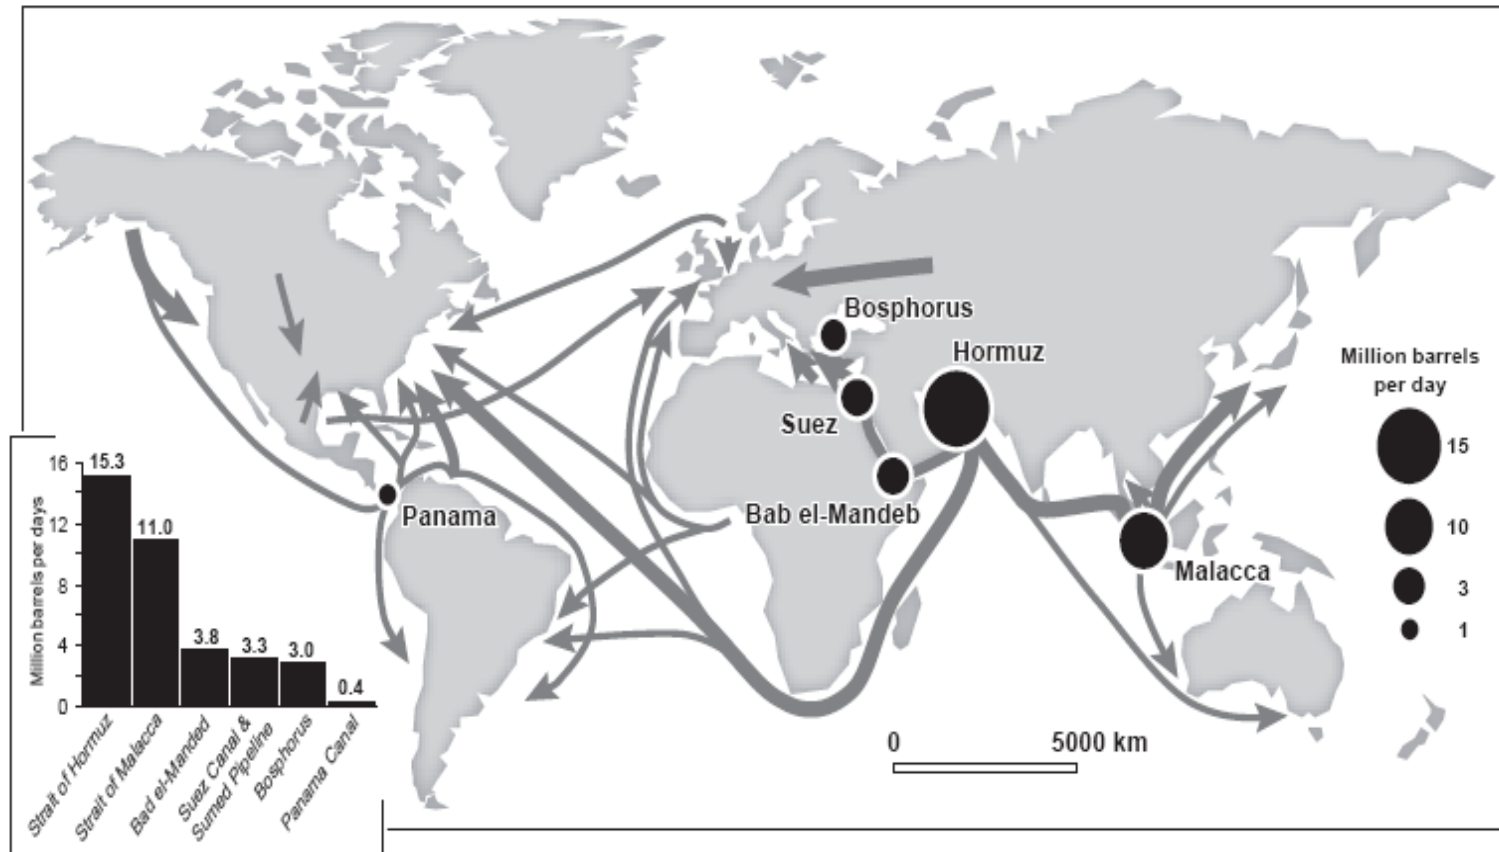 Bosphorus
Hormuz
Suez
Bab el-Mandeb
Panama
Malacca
0
5000 km
Million barrels
per day
15
10
3
1
Million barrels per days
16
12
8
4
0
15.3
11.0
3.8
3.3
3.0
0.4
Strait of Hormuz
Strait of Malacca
Bad el-Manded
Suez Canal &
Sumed Pipeline
Bosphorus
Panama Canal